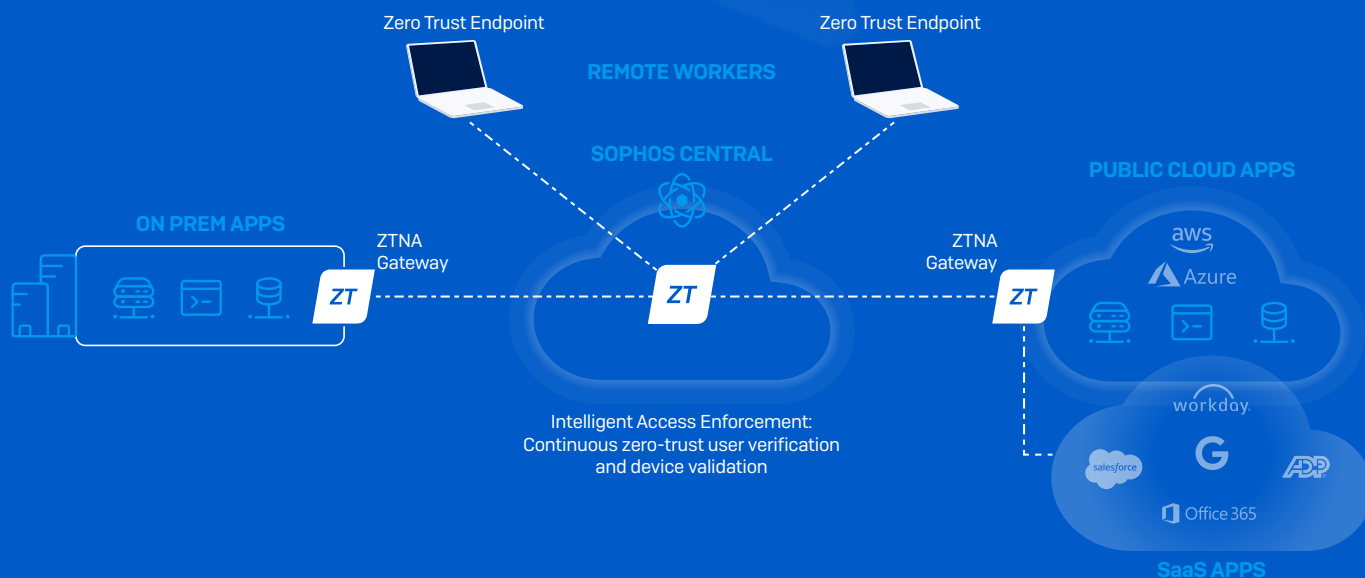 Zero Trust Endpoint
Zero Trust Endpoint
REMOTE WORKERS
SOPHOS CENTRAL
PUBLIC CLOUD APPS
ON PREM APPS
ZTNA
Gateway
ZTNA
Gateway
aws
Azure
ZT
ZT
ZT
>-
>-
Intelligent Access Enforcement:
Continuous zero-trust user verification
and device validation
workday.
salesforce
G
ADP
Office 365
SaaS APPS